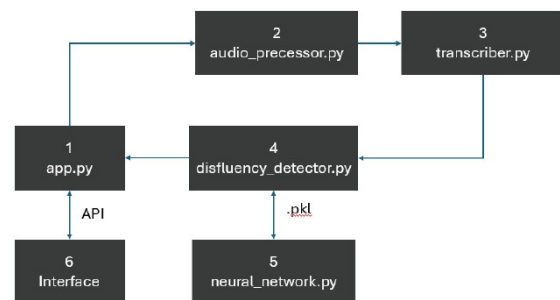 2
audio_precessor.py
3
transcriber.py
1
app.py
4
disfluency_detector.py
API
.pkl
6
Interface
5
neural_network.py